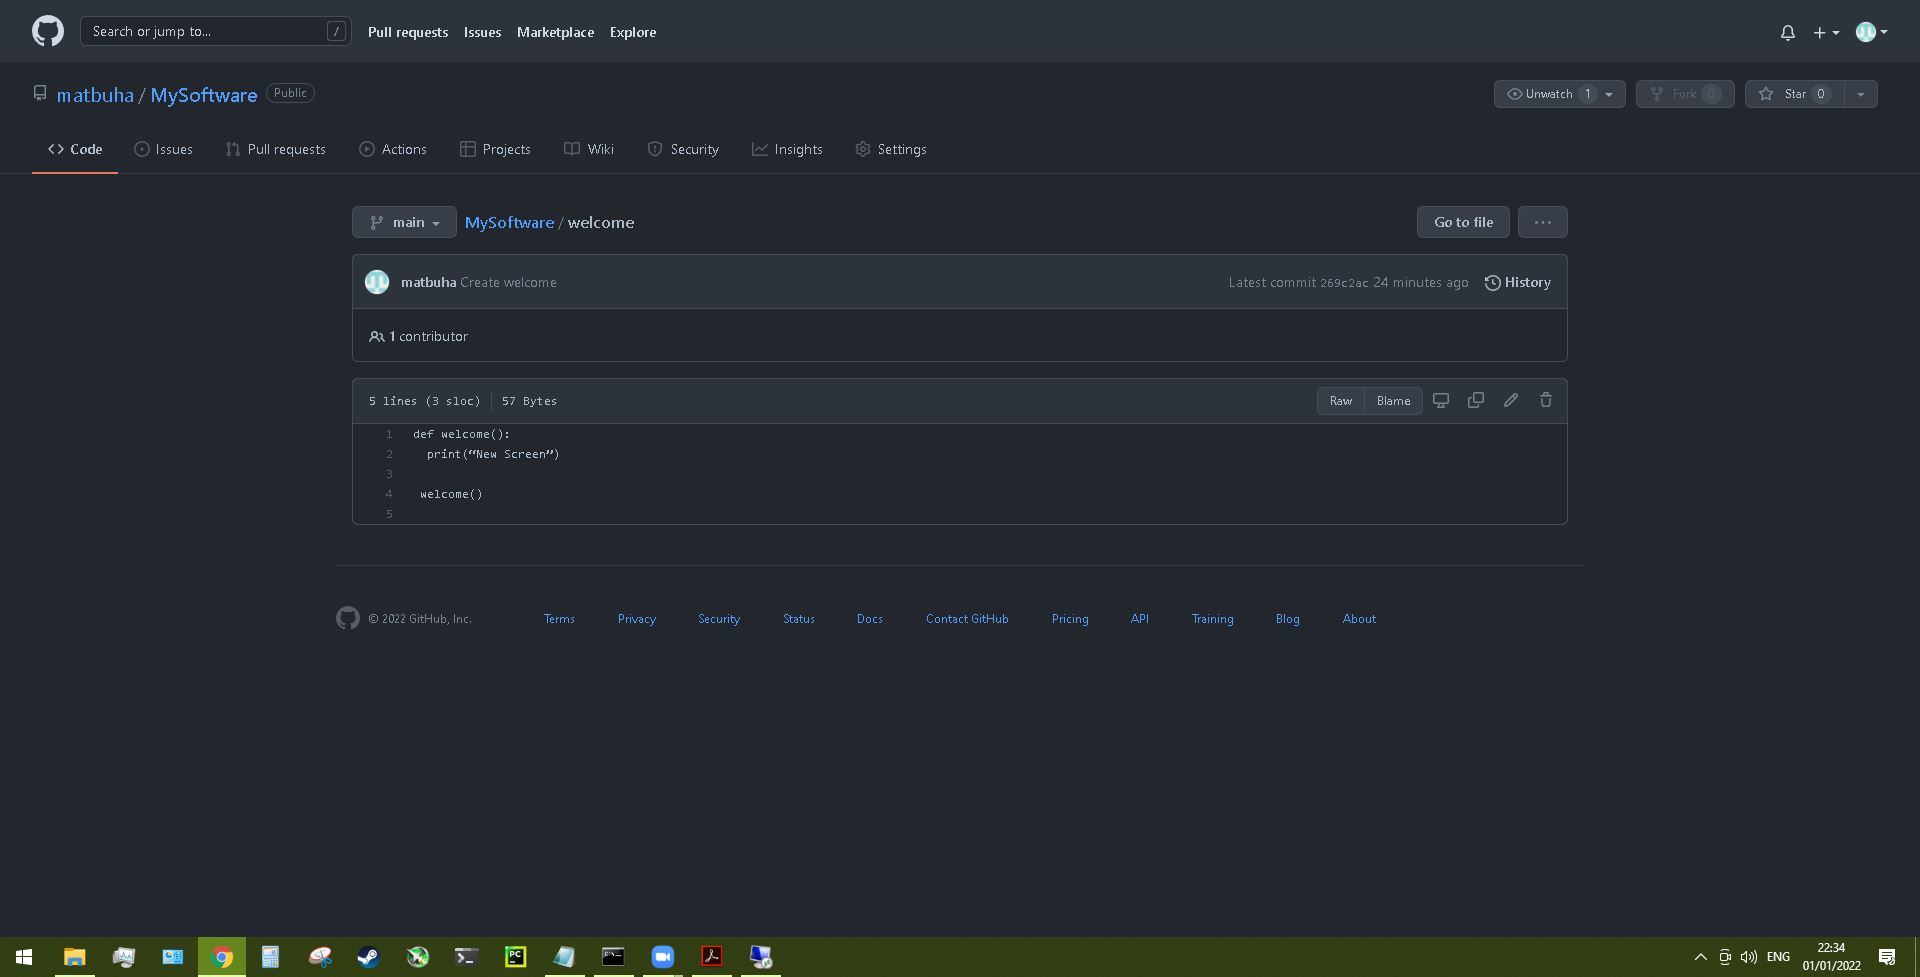 Search or jump to... /
Pull requests Issues Marketplace Explore
matbuha / MySoftware Public
Unwatch 1 Fork 0 Star 0
Code Issues Pull requests Actions Projects Wiki Security Insights Settings
main MySoftware / welcome Go to file ...
matbuha Create welcome Latest commit 269c2ac 24 minutes ago History
1 contributor
5 lines (3 sloc) 57 Bytes Raw Blame
1 def welcome():
2 print(“New Screen”)
3
4 welcome()
5
© 2022 GitHub, Inc. Terms Privacy Security Status Docs Contact GitHub Pricing API Training Blog About
PC
ENG
22:34
01/01/2022